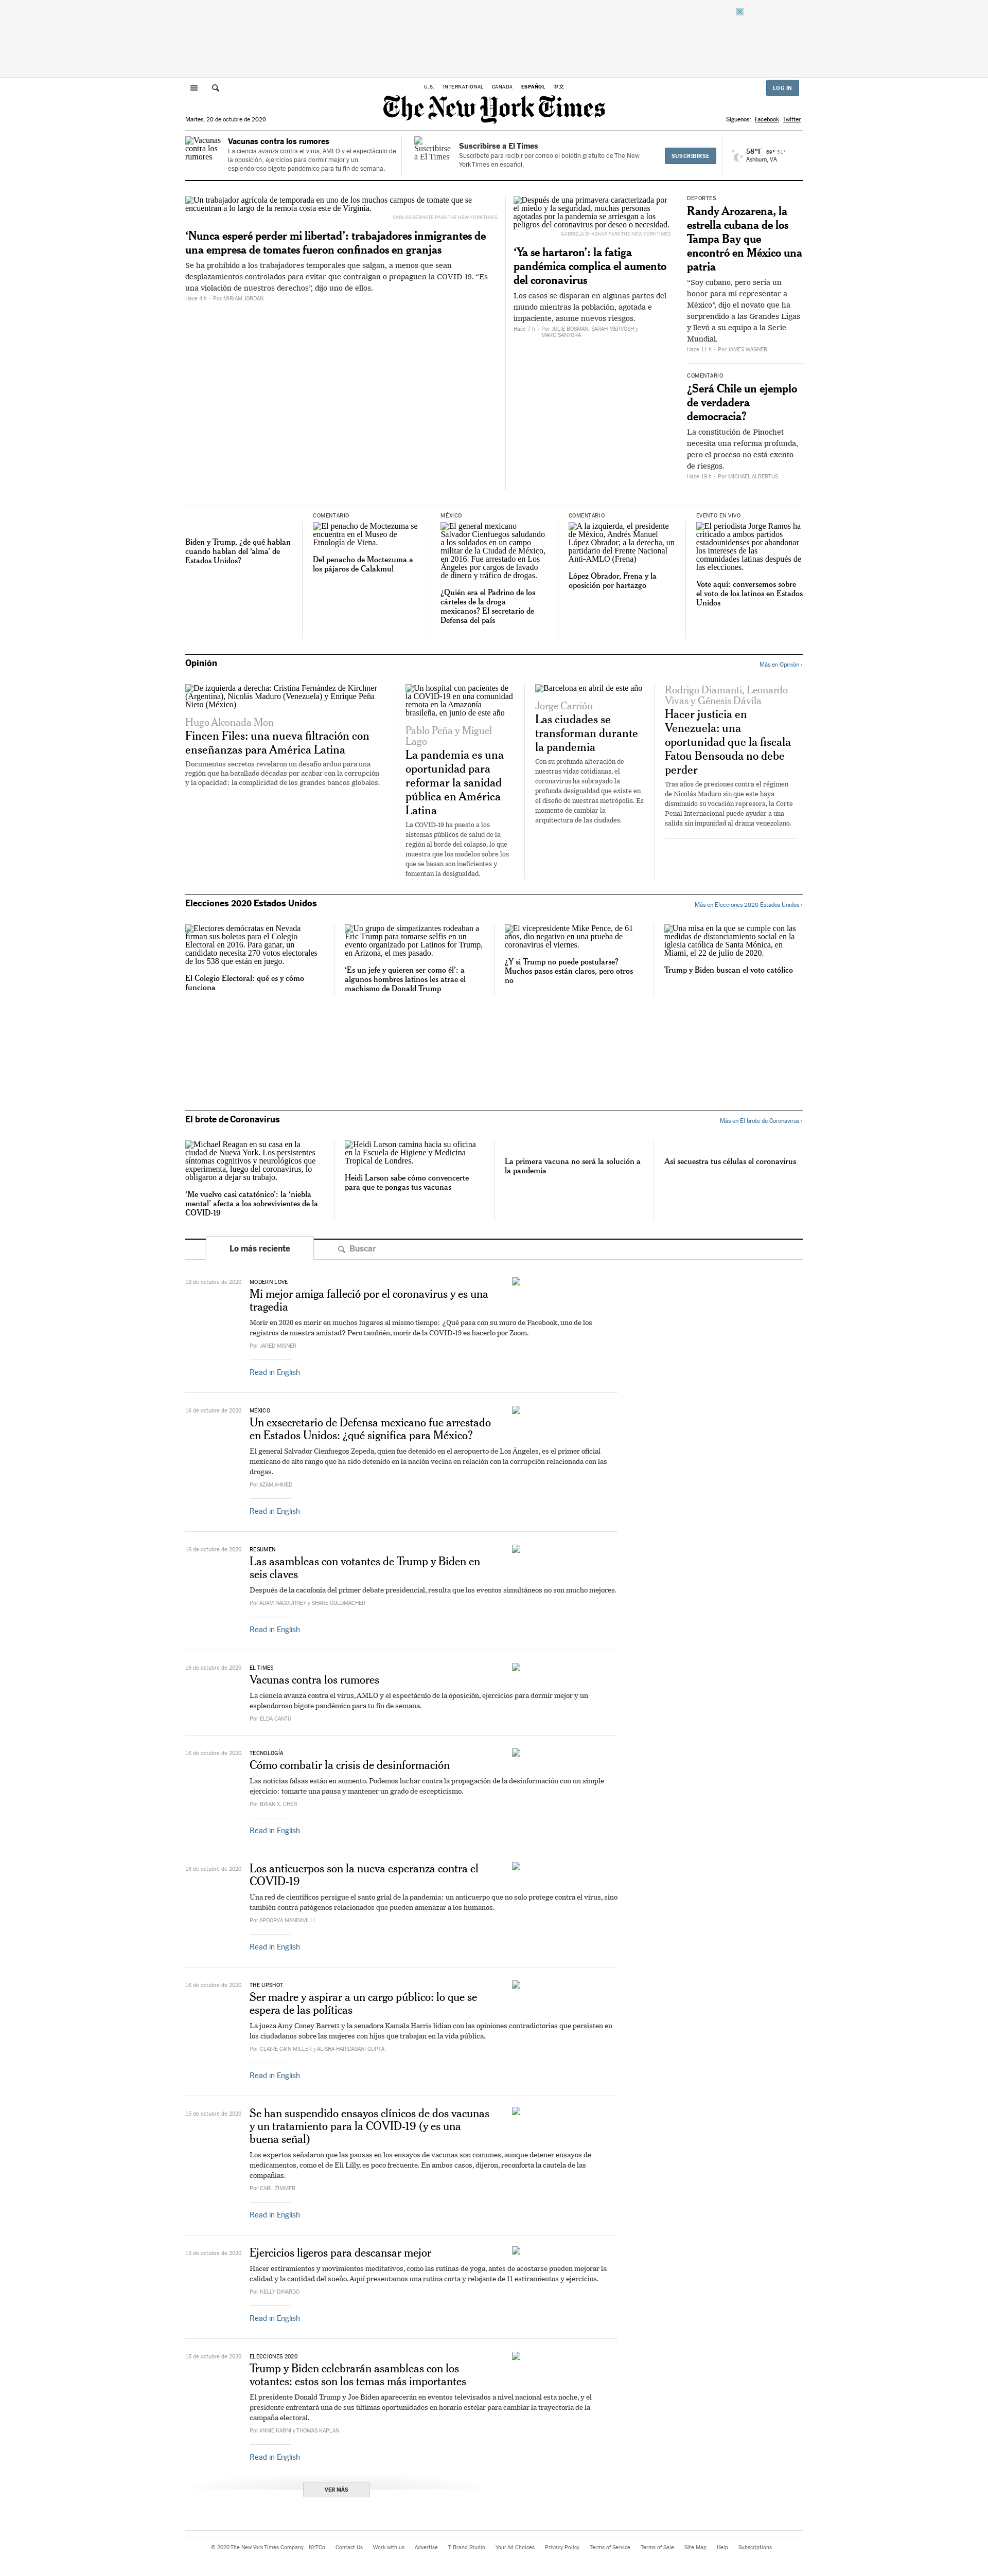 U.S. INTERNATIONAL CANADA ESPAÑOL 中文
LOG IN
The New York Times
Martes, 20 de octubre de 2020
Síguenos: Facebook Twitter
Vacunas contra los rumores
Vacunas contra los rumores
La ciencia avanza contra el virus, AMLO y el espectáculo de
la oposición, ejercicios para dormir mejor y un
esplendoroso bigote pandémico para tu fin de semana.
Suscribirse a El Times
Suscribirse a El Times
Suscríbete para recibir por correo el boletín gratuito de The New
York Times en español.
SUSCRIBIRSE
58°F 69° 51°
Ashburn, VA
Un trabajador agrícola de temporada en uno de los muchos campos de tomate que se
encuentran a lo largo de la remota costa este de Virginia.
CARLOS BERNATE PARA THE NEW YORK TIMES
‘Nunca esperé perder mi libertad’: trabajadores inmigrantes de
una empresa de tomates fueron confinados en granjas
Se ha prohibido a los trabajadores temporales que salgan, a menos que sean
desplazamientos controlados para evitar que contraigan o propaguen la COVID-19. “Es
una violación de nuestros derechos”, dijo uno de ellos.
Hace 4 h - Por MIRIAM JORDAN
Después de una primavera caracterizada por
el miedo y la seguridad, muchas personas
agotadas por la pandemia se arriesgan a los
peligros del coronavirus por deseo o necesidad.
GABRIELA BHASKAR PARA THE NEW YORK TIMES
‘Ya se hartaron’: la fatiga
pandémica complica el aumento
del coronavirus
Los casos se disparan en algunas partes del
mundo mientras la población, agotada e
impaciente, asume nuevos riesgos.
Hace 7 h - Por JULIE BOSMAN, SARAH MERVOSH y
MARC SANTORA
DEPORTES
Randy Arozarena, la
estrella cubana de los
Tampa Bay que
encontró en México una
patria
“Soy cubano, pero sería un
honor para mí representar a
México”, dijo el novato que ha
sorprendido a las Grandes Ligas
y llevó a su equipo a la Serie
Mundial.
Hace 11 h - Por JAMES WAGNER
COMENTARIO
¿Será Chile un ejemplo
de verdadera
democracia?
La constitución de Pinochet
necesita una reforma profunda,
pero el proceso no está exento
de riesgos.
Hace 19 h - Por MICHAEL ALBERTUS
Biden y Trump, ¿de qué hablan
cuando hablan del ‘alma’ de
Estados Unidos?
COMENTARIO
El penacho de Moctezuma se
encuentra en el Museo de
Etnología de Viena.
Del penacho de Moctezuma a
los pájaros de Calakmul
MÉXICO
El general mexicano
Salvador Cienfuegos saludando
a los soldados en un campo
militar de la Ciudad de México,
en 2016. Fue arrestado en Los
Ángeles por cargos de lavado
de dinero y tráfico de drogas.
¿Quién era el Padrino de los
cárteles de la droga
mexicanos? El secretario de
Defensa del país
COMENTARIO
A la izquierda, el presidente
de México, Andrés Manuel
López Obrador; a la derecha, un
partidario del Frente Nacional
Anti-AMLO (Frena)
López Obrador, Frena y la
oposición por hartazgo
EVENTO EN VIVO
El periodista Jorge Ramos ha
criticado a ambos partidos
estadounidenses por abandonar
los intereses de las
comunidades latinas después de
las elecciones.
Vote aquí: conversemos sobre
el voto de los latinos en Estados
Unidos
Opinión
Más en Opinión ›
De izquierda a derecha: Cristina Fernández de Kirchner
(Argentina), Nicolás Maduro (Venezuela) y Enrique Peña
Nieto (México)
Hugo Alconada Mon
Fincen Files: una nueva filtración con
enseñanzas para América Latina
Documentos secretos revelaron un desafío arduo para una
región que ha batallado décadas por acabar con la corrupción
y la opacidad: la complicidad de los grandes bancos globales.
Un hospital con pacientes de
la COVID-19 en una comunidad
remota en la Amazonía
brasileña, en junio de este año
Pablo Peña y Miguel
Lago
La pandemia es una
oportunidad para
reformar la sanidad
pública en América
Latina
La COVID-19 ha puesto a los
sistemas públicos de salud de la
región al borde del colapso, lo que
muestra que los modelos sobre los
que se basan son ineficientes y
fomentan la desigualdad.
Barcelona en abril de este año
Jorge Carrión
Las ciudades se
transforman durante
la pandemia
Con su profunda alteración de
nuestras vidas cotidianas, el
coronavirus ha subrayado la
profunda desigualdad que existe en
el diseño de nuestras metrópolis. Es
momento de cambiar la
arquitectura de las ciudades.
Rodrigo Diamanti, Leonardo
Vivas y Génesis Dávila
Hacer justicia en
Venezuela: una
oportunidad que la fiscala
Fatou Bensouda no debe
perder
Tras años de presiones contra el régimen
de Nicolás Maduro sin que este haya
disminuido su vocación represora, la Corte
Penal Internacional puede ayudar a una
salida sin impunidad al drama venezolano.
Elecciones 2020 Estados Unidos
Más en Elecciones 2020 Estados Unidos ›
Electores demócratas en Nevada
firman sus boletas para el Colegio
Electoral en 2016. Para ganar, un
candidato necesita 270 votos electorales
de los 538 que están en juego.
El Colegio Electoral: qué es y cómo
funciona
Un grupo de simpatizantes rodeaban a
Eric Trump para tomarse selfis en un
evento organizado por Latinos for Trump,
en Arizona, el mes pasado.
‘Es un jefe y quieren ser como él’: a
algunos hombres latinos les atrae el
machismo de Donald Trump
El vicepresidente Mike Pence, de 61
años, dio negativo en una prueba de
coronavirus el viernes.
¿Y si Trump no puede postularse?
Muchos pasos están claros, pero otros
no
Una misa en la que se cumple con las
medidas de distanciamiento social en la
iglesia católica de Santa Mónica, en
Miami, el 22 de julio de 2020.
Trump y Biden buscan el voto católico
El brote de Coronavirus
Más en El brote de Coronavirus ›
Michael Reagan en su casa en la
ciudad de Nueva York. Los persistentes
síntomas cognitivos y neurológicos que
experimenta, luego del coronavirus, lo
obligaron a dejar su trabajo.
‘Me vuelvo casi catatónico’: la ‘niebla
mental’ afecta a los sobrevivientes de la
COVID-19
Heidi Larson camina hacia su oficina
en la Escuela de Higiene y Medicina
Tropical de Londres.
Heidi Larson sabe cómo convencerte
para que te pongas tus vacunas
La primera vacuna no será la solución a
la pandemia
Así secuestra tus células el coronavirus
Lo más reciente
Buscar
18 de octubre de 2020
MODERN LOVE
Mi mejor amiga falleció por el coronavirus y es una
tragedia
Morir en 2020 es morir en muchos lugares al mismo tiempo: ¿Qué pasa con su muro de Facebook, uno de los
registros de nuestra amistad? Pero también, morir de la COVID-19 es hacerlo por Zoom.
Por JARED MISNER
Read in English
16 de octubre de 2020
MÉXICO
Un exsecretario de Defensa mexicano fue arrestado
en Estados Unidos: ¿qué significa para México?
El general Salvador Cienfuegos Zepeda, quien fue detenido en el aeropuerto de Los Ángeles, es el primer oficial
mexicano de alto rango que ha sido detenido en la nación vecina en relación con la corrupción relacionada con las
drogas.
Por AZAM AHMED
Read in English
16 de octubre de 2020
RESUMEN
Las asambleas con votantes de Trump y Biden en
seis claves
Después de la cacofonía del primer debate presidencial, resulta que los eventos simultáneos no son mucho mejores.
Por ADAM NAGOURNEY y SHANE GOLDMACHER
Read in English
16 de octubre de 2020
EL TIMES
Vacunas contra los rumores
La ciencia avanza contra el virus, AMLO y el espectáculo de la oposición, ejercicios para dormir mejor y un
esplendoroso bigote pandémico para tu fin de semana.
Por ELDA CANTÚ
16 de octubre de 2020
TECNOLOGÍA
Cómo combatir la crisis de desinformación
Las noticias falsas están en aumento. Podemos luchar contra la propagación de la desinformación con un simple
ejercicio: tomarte una pausa y mantener un grado de escepticismo.
Por BRIAN X. CHEN
Read in English
16 de octubre de 2020
Los anticuerpos son la nueva esperanza contra el
COVID-19
Una red de científicos persigue el santo grial de la pandemia: un anticuerpo que no solo protege contra el virus, sino
también contra patógenos relacionados que pueden amenazar a los humanos.
Por APOORVA MANDAVILLI
Read in English
16 de octubre de 2020
THE UPSHOT
Ser madre y aspirar a un cargo público: lo que se
espera de las políticas
La jueza Amy Coney Barrett y la senadora Kamala Harris lidian con las opiniones contradictorias que persisten en
los ciudadanos sobre las mujeres con hijos que trabajan en la vida pública.
Por CLAIRE CAIN MILLER y ALISHA HARIDASANI GUPTA
Read in English
15 de octubre de 2020
Se han suspendido ensayos clínicos de dos vacunas
y un tratamiento para la COVID-19 (y es una
buena señal)
Los expertos señalaron que las pausas en los ensayos de vacunas son comunes, aunque detener ensayos de
medicamentos, como el de Eli Lilly, es poco frecuente. En ambos casos, dijeron, reconforta la cautela de las
compañías.
Por CARL ZIMMER
Read in English
15 de octubre de 2020
Ejercicios ligeros para descansar mejor
Hacer estiramientos y movimientos meditativos, como las rutinas de yoga, antes de acostarse pueden mejorar la
calidad y la cantidad del sueño. Aquí presentamos una rutina corta y relajante de 11 estiramientos y ejercicios.
Por KELLY DINARDO
Read in English
15 de octubre de 2020
ELECCIONES 2020
Trump y Biden celebrarán asambleas con los
votantes: estos son los temas más importantes
El presidente Donald Trump y Joe Biden aparecerán en eventos televisados a nivel nacional esta noche, y el
presidente enfrentará una de sus últimas oportunidades en horario estelar para cambiar la trayectoria de la
campaña electoral.
Por ANNIE KARNI y THOMAS KAPLAN
Read in English
VER MÁS
© 2020 The New York Times Company NYTCo Contact Us Work with us Advertise T Brand Studio Your Ad Choices Privacy Policy Terms of Service Terms of Sale Site Map Help Subscriptions